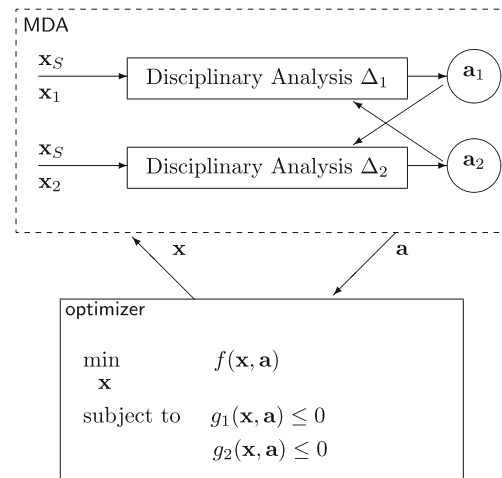 MDA
x_S
x_1
Disciplinary Analysis Δ_1
a_1
x_S
x_2
Disciplinary Analysis Δ_2
a_2
x
a
optimizer
min f(x, a)
x
subject to g_1(x, a) ≤ 0
g_2(x, a) ≤ 0